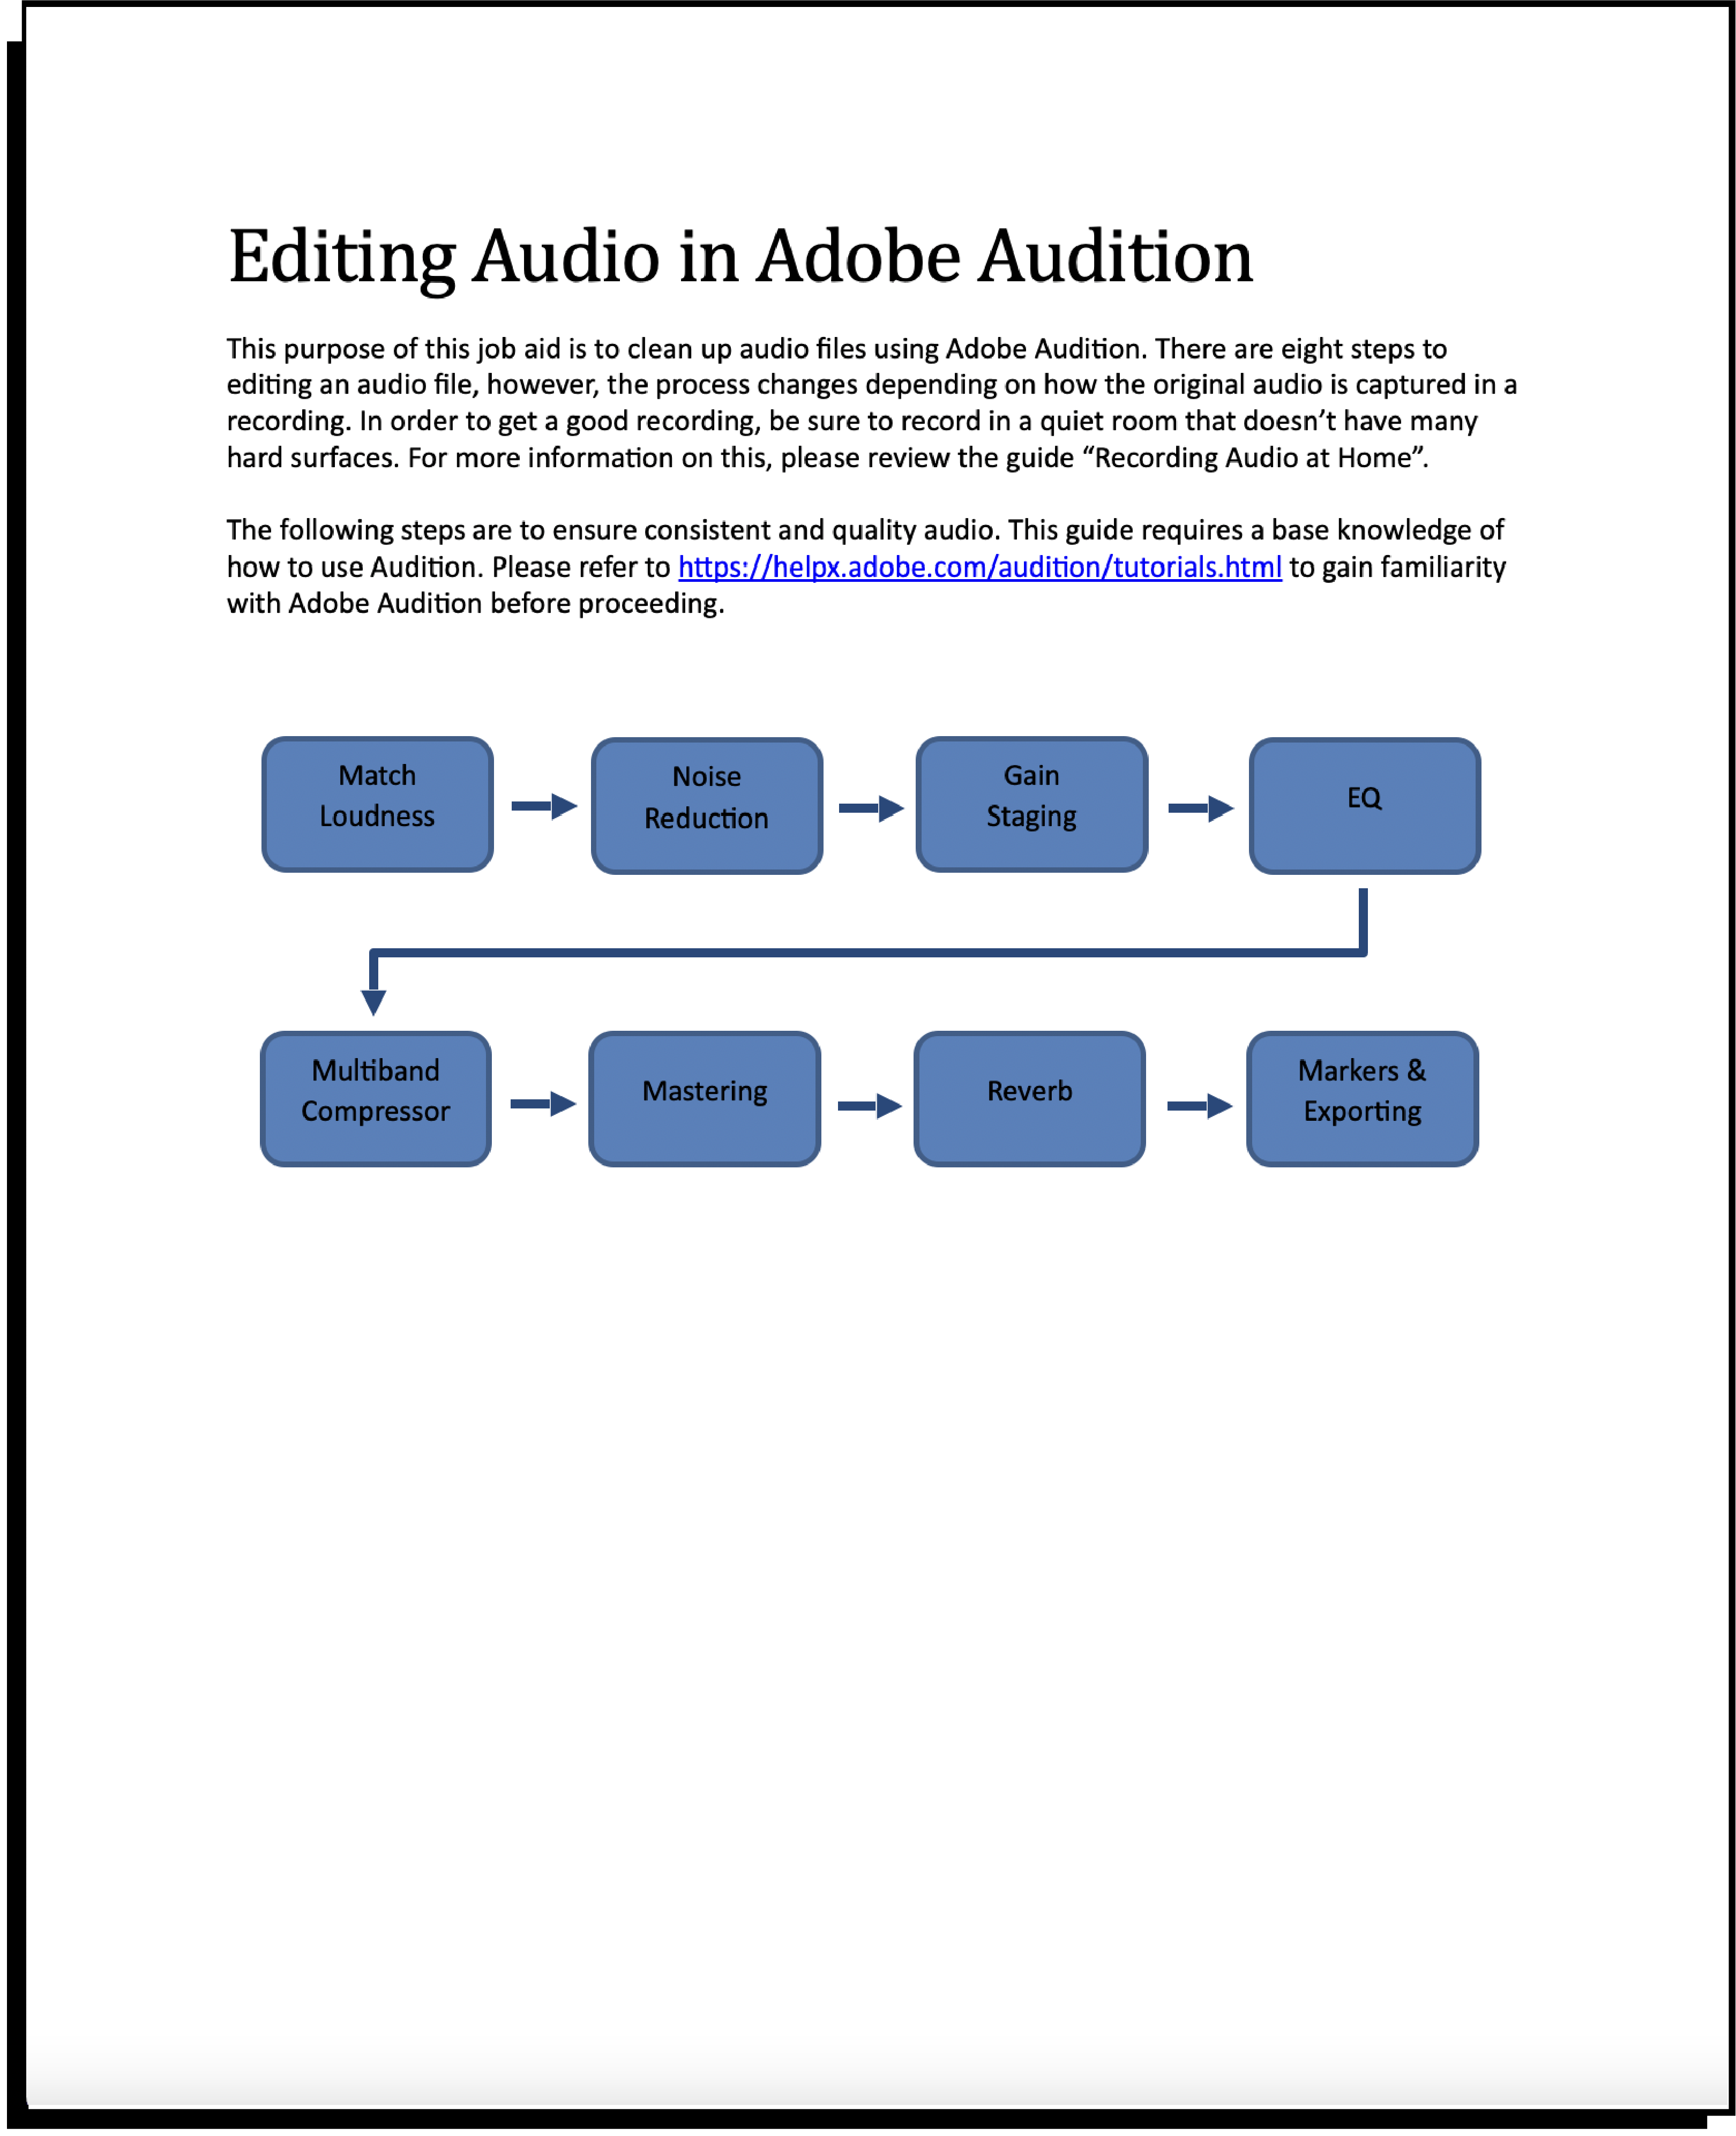 Editing Audio in Adobe Audition
This purpose of this job aid is to clean up audio files using Adobe Audition. There are eight steps to
editing an audio file, however, the process changes depending on how the original audio is captured in a
recording. In order to get a good recording, be sure to record in a quiet room that doesn’t have many
hard surfaces. For more information on this, please review the guide “Recording Audio at Home”.
The following steps are to ensure consistent and quality audio. This guide requires a base knowledge of
how to use Audition. Please refer to https://helpx.adobe.com/audition/tutorials.html to gain familiarity
with Adobe Audition before proceeding.
Match
Loudness
Noise
Reduction
Gain
Staging
EQ
Multiband
Compressor
Mastering
Reverb
Markers &
Exporting